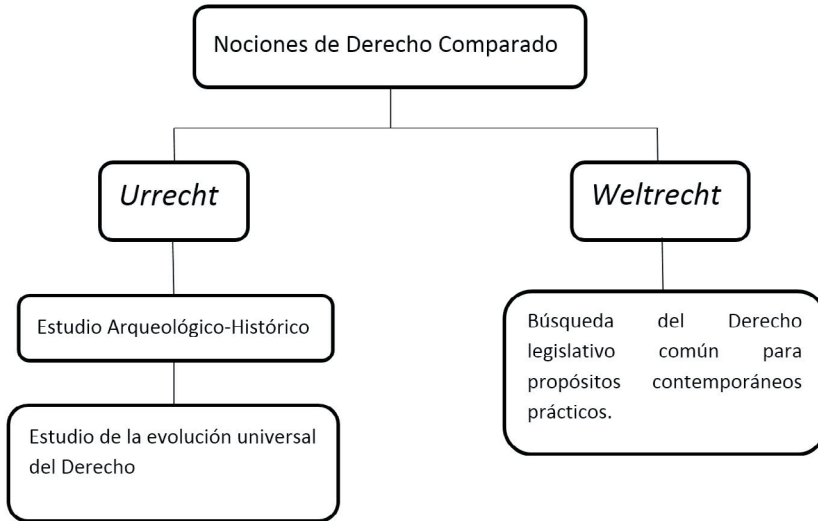 Nociones de Derecho Comparado
Urrecht
Weltrecht
Estudio Arqueológico-Histórico
Búsqueda del Derecho
legislativo común para
propósitos contemporáneos
prácticos.
Estudio de la evolución universal
del Derecho